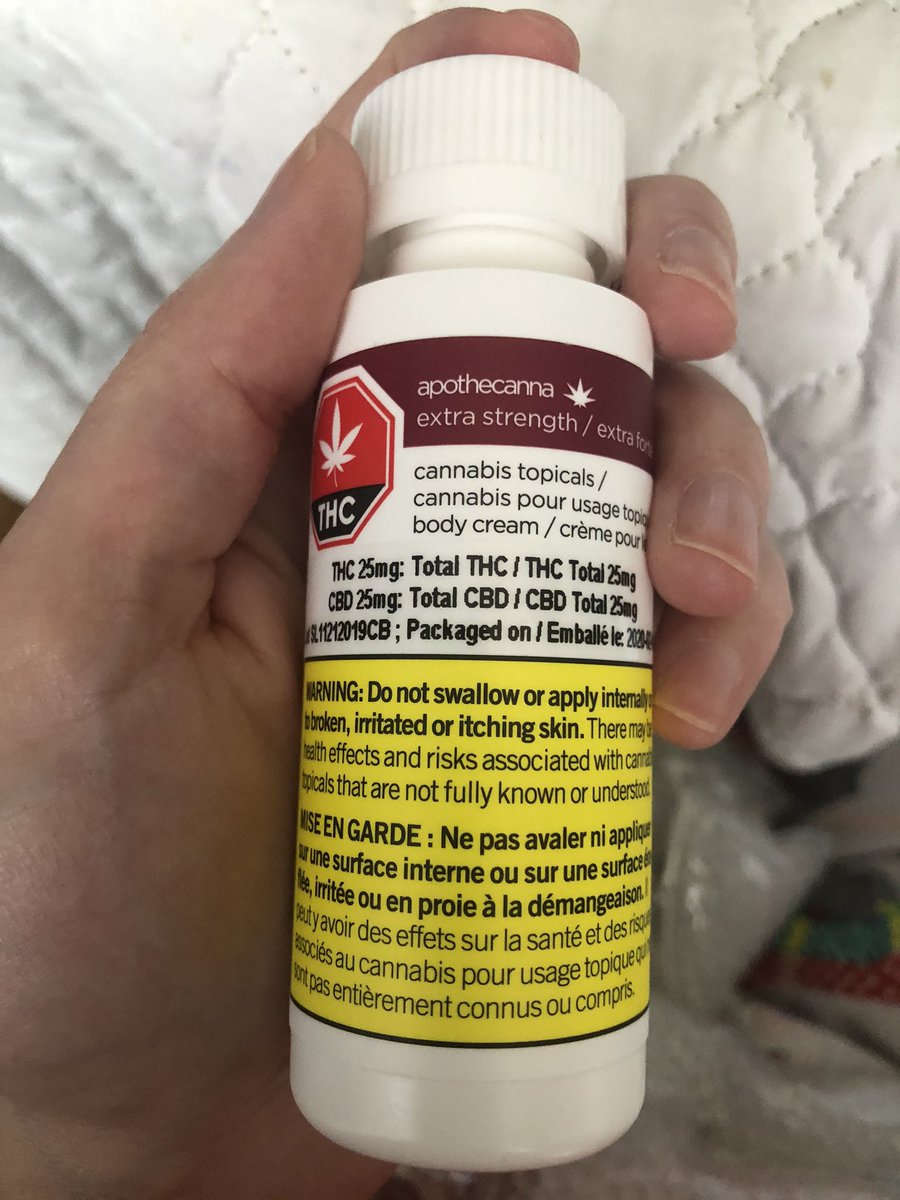 apothecanna
extra strength / extra
THC
cannabis topicals /
cannabis pour usage
body cream / crème pour
THC 25mg: Total THC / THC Total 25mg
CBD 25mg: Total CBD / CBD Total 25mg
SL11212019CB ; Packaged on / Emballé le:
WARNING: Do not swallow or apply internally
to broken, irritated or itching skin. There may be
health effects and risks associated with
topicals that are not fully known or understood.
MISE EN GARDE : Ne pas avaler ni
sur une surface interne ou sur une surface
irritée ou en proie à la démangeaison.
peut y avoir des effets sur la santé et des
associés au cannabis pour usage topique
sont pas entièrement connus ou compris.